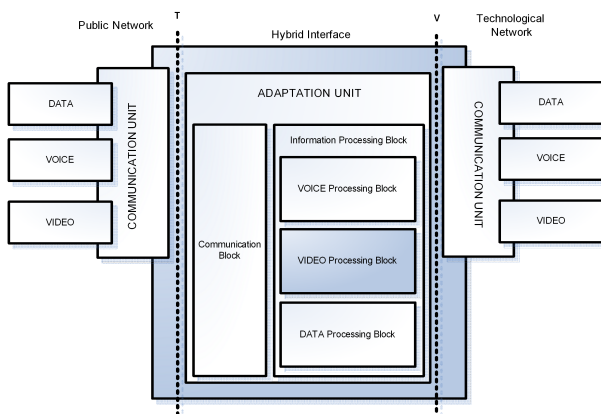 T
V
Public Network
Hybrid Interface
Technological
Network
ADAPTATION UNIT
DATA
VOICE
VIDEO
COMMUNICATION UNIT
Communication
Block
Information Processing Block
VOICE Processing Block
VIDEO Processing Block
DATA Processing Block
COMMUNICATION UNIT
DATA
VOICE
VIDEO